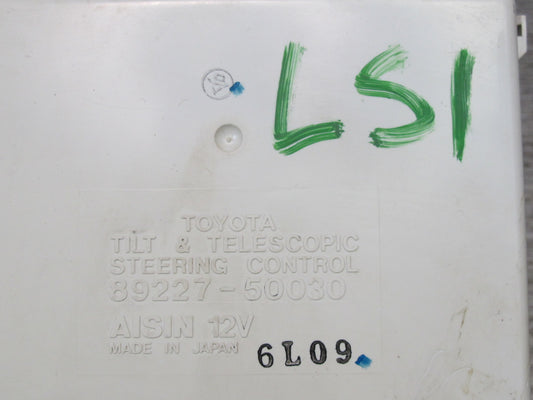 LS1
TOYOTA
TILT & TELESCOPIC
STEERING CONTROL
89227-50030
AISIN 12V
MADE IN JAPAN
6L09